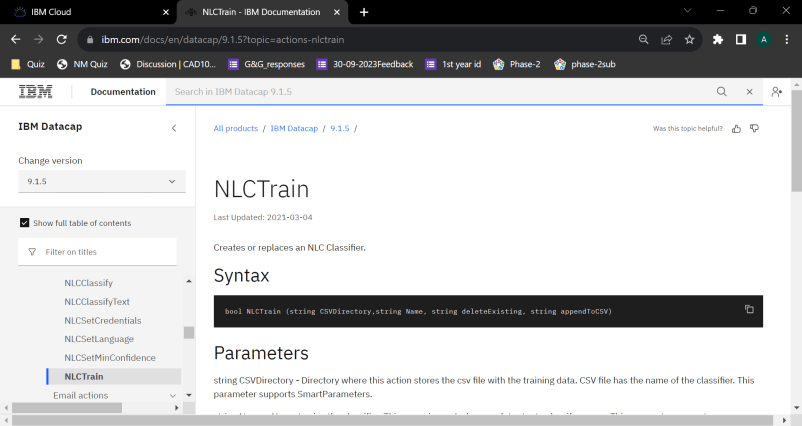 IBM Cloud
NLCTrain - IBM Documentation
ibm.com/docs/en/datacap/9.1.5?topic=actions-nlctrain
A
Quiz
NM Quiz
Discussion | CAD10...
G&G_responses
30-09-2023Feedback
1st year id
Phase-2
phase-2sub
IBM
Documentation
Search in IBM Datacap 9.1.5
IBM Datacap
Change version
9.1.5
Show full table of contents
Filter on titles
NLCClassify
NLCClassifyText
NLCSetCredentials
NLCSetLanguage
NLCSetMinConfidence
NLCTrain
Email actions
All products / IBM Datacap / 9.1.5 /
Was this topic helpful?
NLCTrain
Last Updated: 2021-03-04
Creates or replaces an NLC Classifier.
Syntax
bool NLCTrain (string CSVDirectory,string Name, string deleteExisting, string appendToCSV)
Parameters
string CSVDirectory - Directory where this action stores the csv file with the training data. CSV file has the name of the classifier. This
parameter supports SmartParameters.